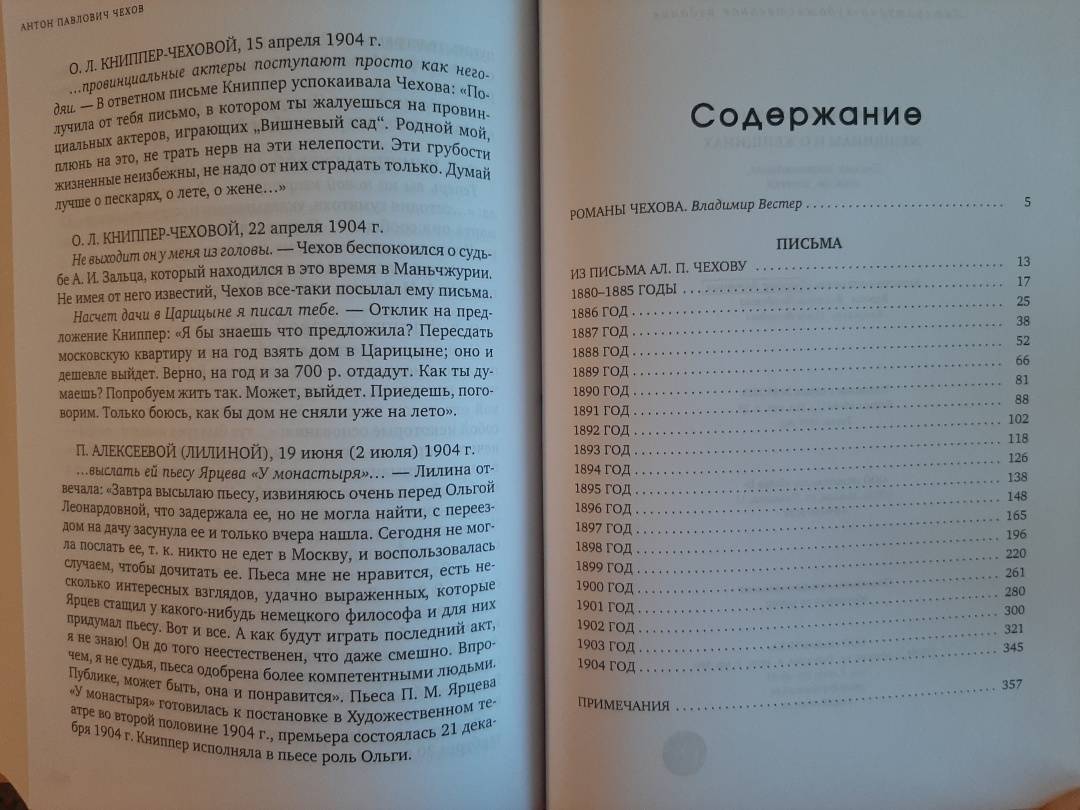 АНТОН ПАВЛОВИЧ ЧЕХОВ
О. Л. КНИППЕР-ЧЕХОВОЙ, 15 апреля 1904 г.
…провинциальные актеры поступают просто как него-
дяи. — В ответном письме Книппер успокаивала Чехова: «По-
лучила от тебя письмо, в котором ты жалуешься на провин-
циальных актеров, играющих „Вишневый сад“. Родной мой,
плюнь на это, не трать нерв на эти нелепости. Эти грубости
жизненные неизбежны, не надо от них страдать только. Думай
лучше о пескарях, о лете, о жене…»
О. Л. КНИППЕР-ЧЕХОВОЙ, 22 апреля 1904 г.
Не выходит он у меня из головы. — Чехов беспокоился о судь-
бе А. И. Зальца, который находился в это время в Маньчжурии.
Не имея от него известий, Чехов все-таки посылал ему письма.
Насчет дачи в Царицыне я писал тебе. — Отклик на пред-
ложение Книппер: «Я бы знаешь что предложила? Пересдать
московскую квартиру и на год взять дом в Царицыне; оно и
дешевле выйдет. Верно, на год и за 700 р. отдадут. Как ты ду-
маешь? Попробуем жить так. Может, выйдет. Приедешь, пого-
ворим. Только боюсь, как бы дом не сняли уже на лето».
П. АЛЕКСЕЕВОЙ (ЛИЛИНОЙ), 19 июня (2 июля) 1904 г.
…выслать ей пьесу Ярцева «У монастыря»… — Лилина от-
вечала: «Завтра высылаю пьесу, извиняюсь очень перед Ольгой
Леонардовной, что задержала ее, но не могла найти, с переез-
дом на дачу засунула ее и только вчера нашла. Сегодня не мог-
ла послать ее, т. к. никто не едет в Москву, и воспользовалась
случаем, чтобы дочитать ее. Пьеса мне не нравится, есть не-
сколько интересных взглядов, удачно выраженных, которые
Ярцев стащил у какого-нибудь немецкого философа и для них
придумал пьесу. Вот и все. А как будут играть последний акт,
я не знаю! Он до того неестественен, что даже смешно. Впро-
чем, я не судья, пьеса одобрена более компетентными людьми.
Публике, может быть, она и понравится». Пьеса П. М. Ярцева
«У монастыря» готовилась к постановке в Художественном те-
атре во второй половине 1904 г., премьера состоялась 21 дека-
бря 1904 г. Книппер исполняла в пьесе роль Ольги.
Содержание
РОМАНЫ ЧЕХОВА. Владимир Вестер 5
ПИСЬМА
ИЗ ПИСЬМА АЛ. П. ЧЕХОВУ 13
1880–1885 ГОДЫ 17
1886 ГОД 25
1887 ГОД 38
1888 ГОД 52
1889 ГОД 66
1890 ГОД 81
1891 ГОД 88
1892 ГОД 102
1893 ГОД 118
1894 ГОД 126
1895 ГОД 138
1896 ГОД 148
1897 ГОД 165
1898 ГОД 196
1899 ГОД 220
1900 ГОД 261
1901 ГОД 280
1902 ГОД 300
1903 ГОД 321
1904 ГОД 345
ПРИМЕЧАНИЯ 357